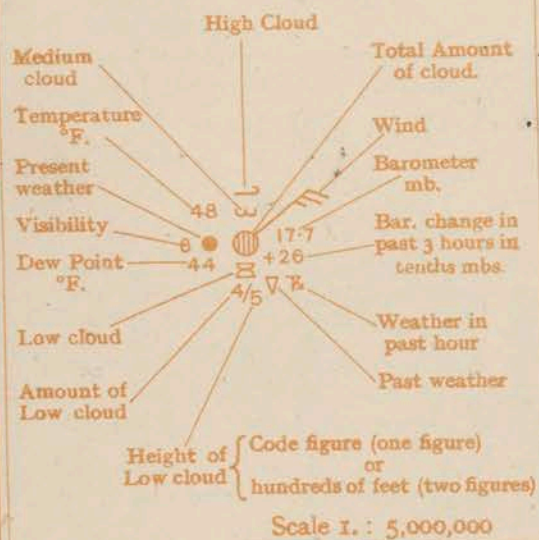 High Cloud
Medium
cloud
Total Amount
of cloud.
Temperature
°F.
Wind
Present
weather
Barometer
mb.
48
Visibility
8
17·7
Bar. change in
past 3 hours in
tenths mbs.
+26
Dew Point
°F.
44
4/5
Low cloud
Weather in
past hour
Amount of
Low cloud
Past weather
Height of
Low cloud
Code figure (one figure)
or
hundreds of feet (two figures)
Scale 1. : 5,000,000